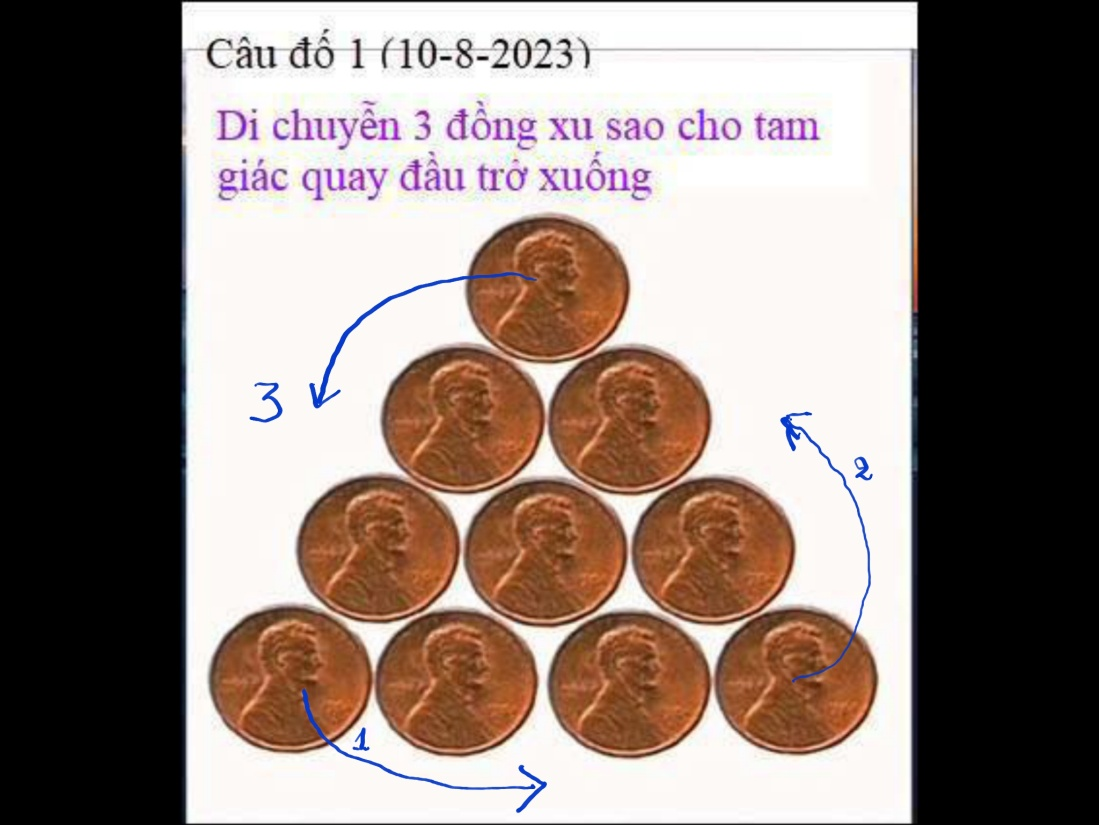 Câu đố 1 (10-8-2023)
Di chuyễn 3 đồng xu sao cho tam
giác quay đầu trở xuống
3
2
1